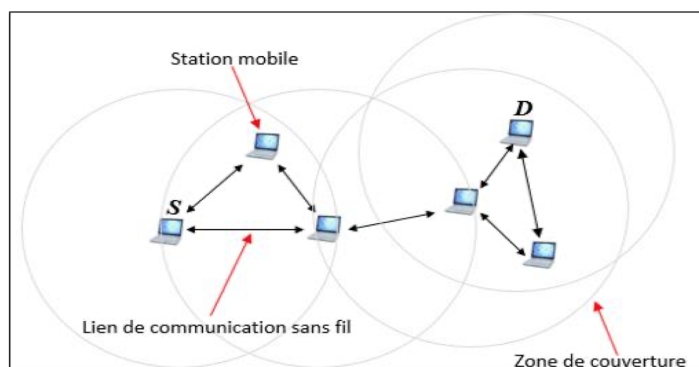 Station mobile
D
S
Lien de communication sans fil
Zone de couverture